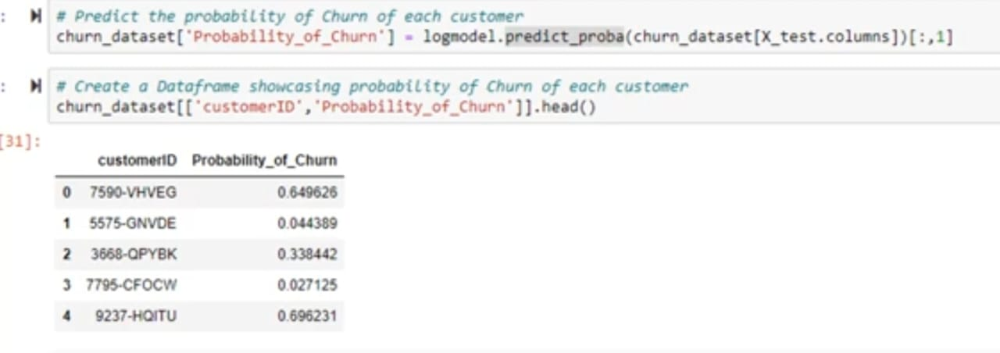 # Predict the probability of Churn of each customer
churn_dataset['Probability_of_Churn'] = logmodel.predict_proba(churn_dataset[X_test.columns])[:,1]
# Create a Dataframe showcasing probability of Churn of each customer
churn_dataset[['customerID','Probability_of_Churn']].head()
[31]:
customerID Probability_of_Churn
0 7590-VHVEG 0.649626
1 5575-GNVDE 0.044389
2 3668-QPYBK 0.338442
3 7795-CFOCW 0.027125
4 9237-HQITU 0.696231